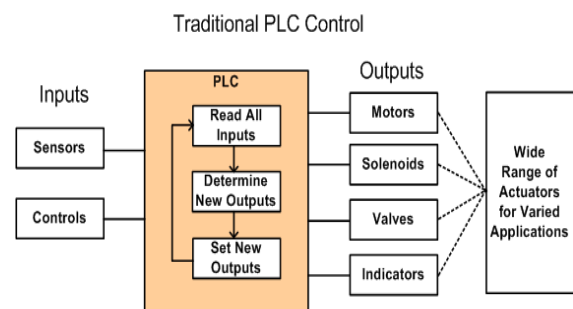 Traditional PLC Control
Inputs
Sensors
Controls
PLC
Read All
Inputs
Determine
New Outputs
Set New
Outputs
Outputs
Motors
Solenoids
Valves
Indicators
Wide
Range of
Actuators
for Varied
Applications